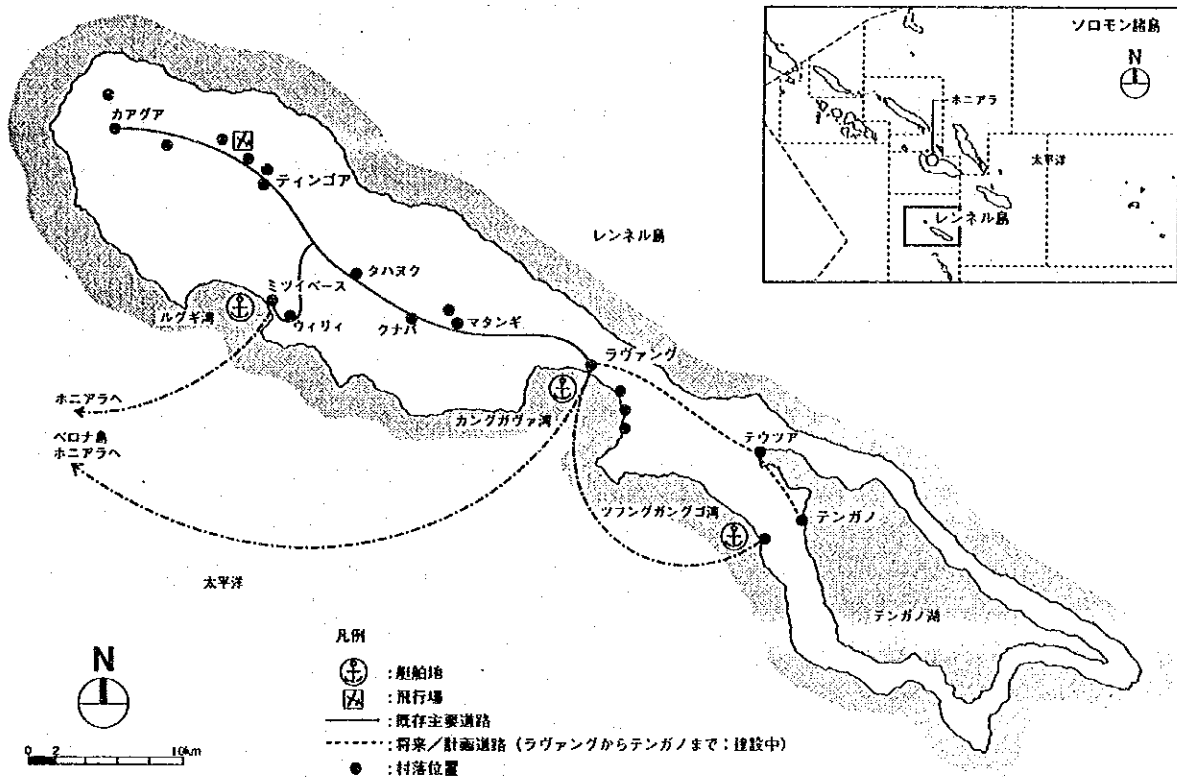 ソロモン諸島
N
ホニアラ
太平洋
レンネル島
カアグア
ティンゴア
レンネル島
タハヌク
ミツイベース
ルグギ湾
ウィリィ
クナバ
マタンギ
ラヴァング
ホニアラへ
カングガヴァ湾
ベロナ島
ホニアラへ
テウツア
ツフングガンゴ湾
テンガノ
太平洋
テンガノ湖
凡例
N
:船舶地
:飛行場
:既存主要道路
0 2 10km
:将来/計画道路(ラヴァングからテンガノまで:建設中)
:村落位置